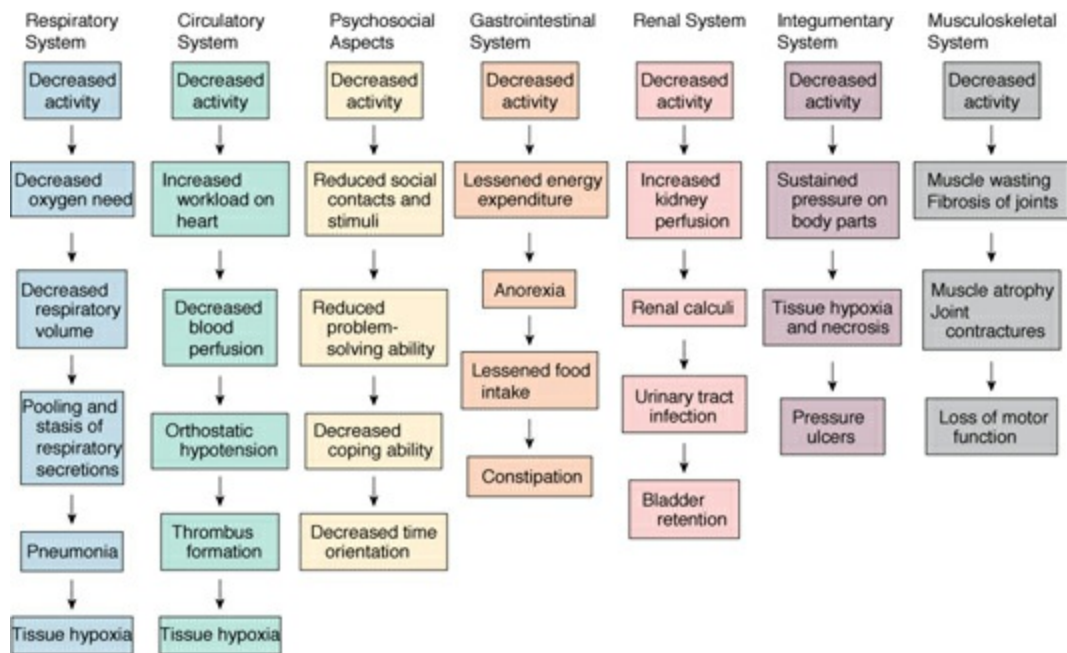 Respiratory
System
Decreased
activity
Decreased
oxygen need
Decreased
respiratory
volume
Pooling and
stasis of
respiratory
secretions
Pneumonia
Tissue hypoxia
Circulatory
System
Decreased
activity
Increased
workload on
heart
Decreased
blood
perfusion
Orthostatic
hypotension
Thrombus
formation
Tissue hypoxia
Psychosocial
Aspects
Decreased
activity
Reduced social
contacts and
stimuli
Reduced
problem-
solving ability
Decreased
coping ability
Decreased time
orientation
Gastrointestinal
System
Decreased
activity
Lessened energy
expenditure
Anorexia
Lessened food
intake
Constipation
Renal System
Decreased
activity
Increased
kidney
perfusion
Renal calculi
Urinary tract
infection
Bladder
retention
Integumentary
System
Decreased
activity
Sustained
pressure on
body parts
Tissue hypoxia
and necrosis
Pressure
ulcers
Musculoskeletal
System
Decreased
activity
Muscle wasting
Fibrosis of joints
Muscle atrophy
Joint
contractures
Loss of motor
function